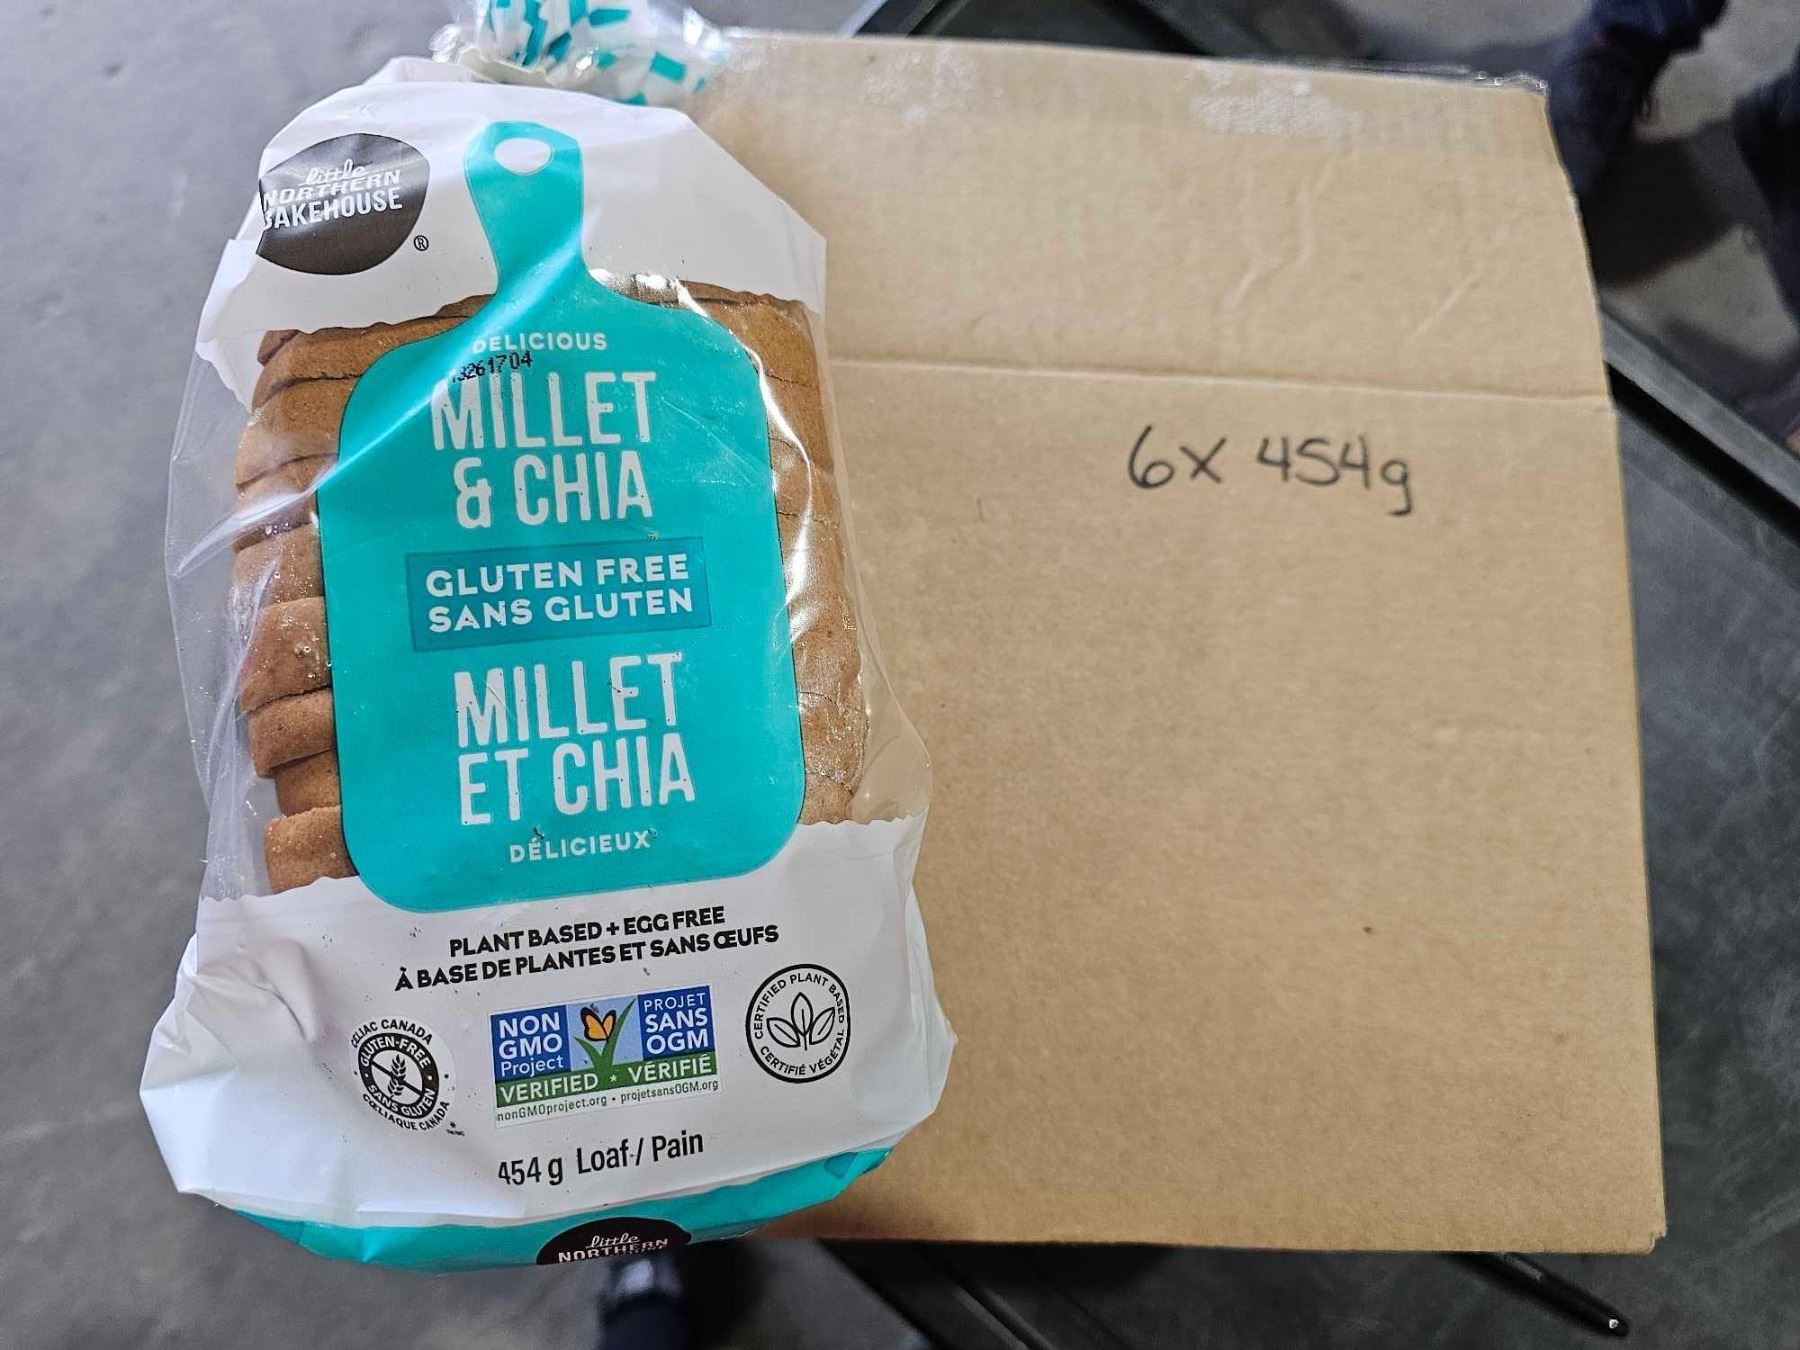 little
NORTHERN
BAKEHOUSE
®
DELICIOUS
3261704
MILLET
& CHIA
GLUTEN FREE
SANS GLUTEN
MILLET
ET CHIA
DÉLICIEUX
PLANT BASED + EGG FREE
À BASE DE PLANTES ET SANS ŒUFS
CELIAC CANADA
GLUTEN-FREE
SANS GLUTEN
CŒLIAQUE CANADA
NON
GMO
Project
PROJET
SANS
OGM
VERIFIED • VÉRIFIÉ
nonGMOproject.org • projetsansOGM.org
CERTIFIED PLANT BASED
CERTIFIÉ VÉGÉTAL
454 g Loaf / Pain
little
NORTHERN
6x 454g